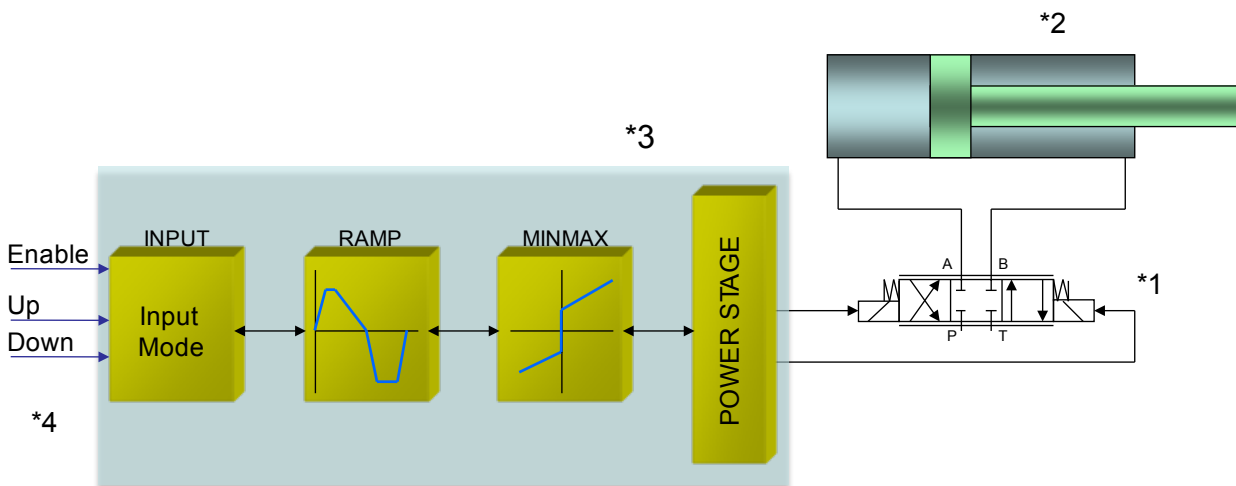 *2
*3
INPUT
RAMP
MINMAX
Enable
Up
Down
Input
Mode
POWER STAGE
A
B
P
T
*1
*4